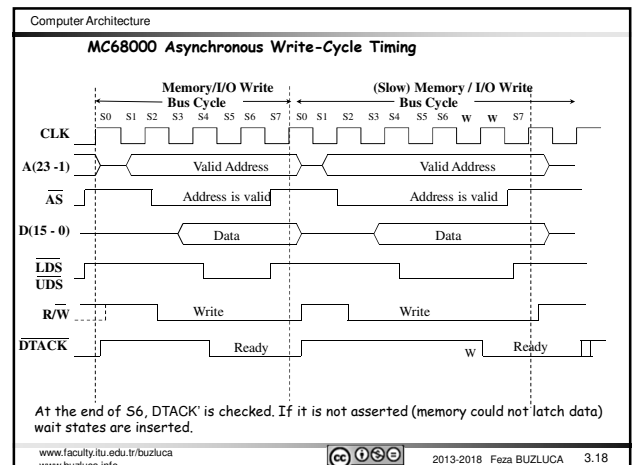 Computer Architecture
MC68000 Asynchronous Write-Cycle Timing
Memory/I/O Write
Bus Cycle
(Slow) Memory / I/O Write
Bus Cycle
S0 S1 S2 S3 S4 S5 S6 S7 S0 S1 S2 S3 S4 S5 S6 W W S7
CLK
A(23 -1) Valid Address Valid Address
AS Address is valid Address is valid
D(15 - 0) Data Data
LDS
UDS
R/W Write Write
DTACK Ready W Ready
At the end of S6, DTACK' is checked. If it is not asserted (memory could not latch data)
wait states are inserted.
www.faculty.itu.edu.tr/buzluca
www.buzluca.info
cc
2013-2018 Feza BUZLUCA 3.18